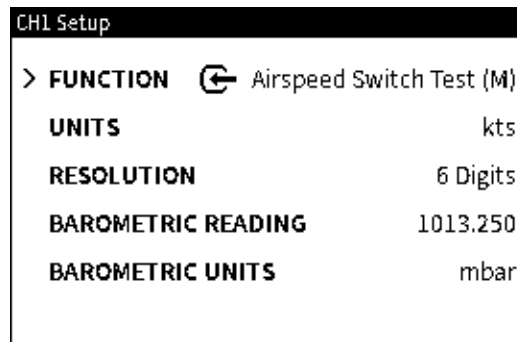 CH1 Setup
> FUNCTION Airspeed Switch Test (M)
UNITS kts
RESOLUTION 6 Digits
BAROMETRIC READING 1013.250
BAROMETRIC UNITS mbar